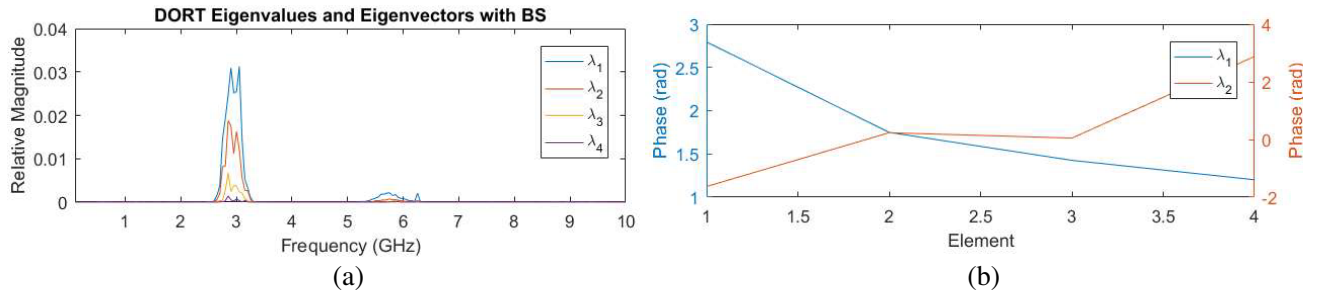 DORT Eigenvalues and Eigenvectors with BS
Relative Magnitude
0.04
0.03
0.02
0.01
0
λ1
λ2
λ3
λ4
1 2 3 4 5 6 7 8 9 10
Frequency (GHz)
(a)
Phase (rad)
3
2.5
2
1.5
1
λ1
λ2
4
2
0
-2
Phase (rad)
1 1.5 2 2.5 3 3.5 4
Element
(b)